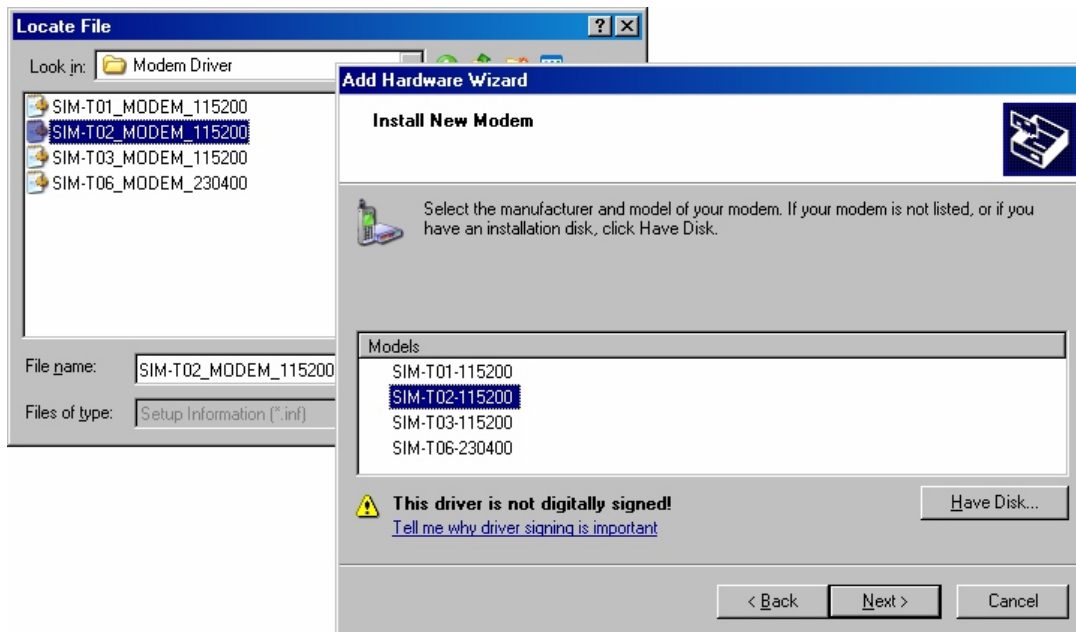 Locate File
Look in: Modem Driver
SIM-T01_MODEM_115200
SIM-T02_MODEM_115200
SIM-T03_MODEM_115200
SIM-T06_MODEM_230400
File name: SIM-T02_MODEM_115200
Files of type: Setup Information (*.inf)
Add Hardware Wizard
Install New Modem
Select the manufacturer and model of your modem. If your modem is not listed, or if you
have an installation disk, click Have Disk.
Models
SIM-T01-115200
SIM-T02-115200
SIM-T03-115200
SIM-T06-230400
This driver is not digitally signed!
Tell me why driver signing is important
Have Disk...
< Back
Next >
Cancel